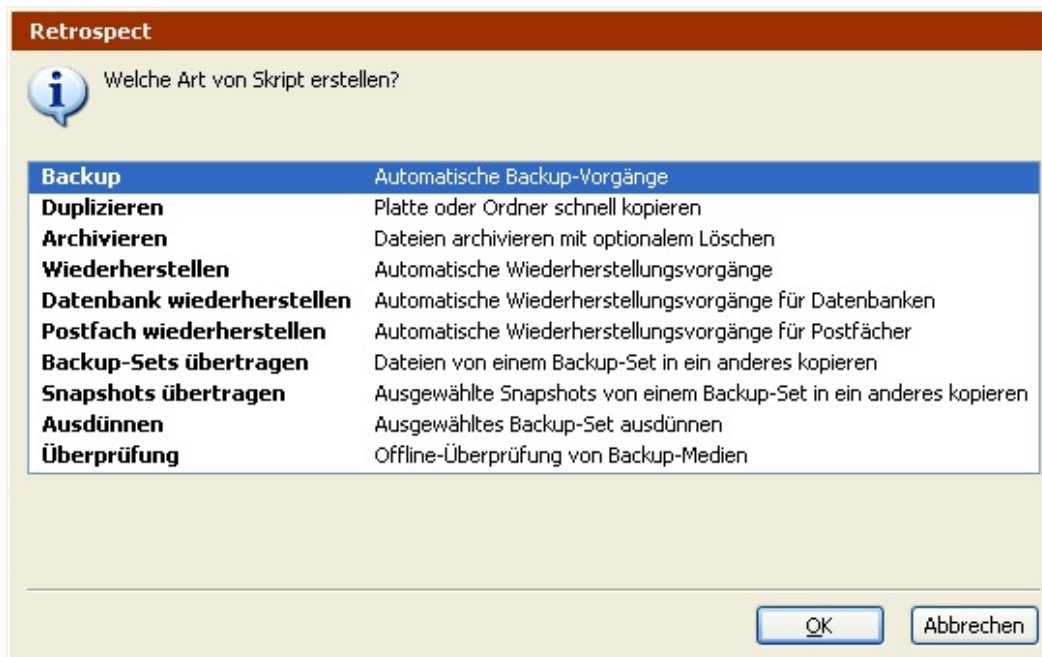 Retrospect
Welche Art von Skript erstellen?
Backup Automatische Backup-Vorgänge
Duplizieren Platte oder Ordner schnell kopieren
Archivieren Dateien archivieren mit optionalem Löschen
Wiederherstellen Automatische Wiederherstellungsvorgänge
Datenbank wiederherstellen Automatische Wiederherstellungsvorgänge für Datenbanken
Postfach wiederherstellen Automatische Wiederherstellungsvorgänge für Postfächer
Backup-Sets übertragen Dateien von einem Backup-Set in ein anderes kopieren
Snapshots übertragen Ausgewählte Snapshots von einem Backup-Set in ein anderes kopieren
Ausdünnen Ausgewähltes Backup-Set ausdünnen
Überprüfung Offline-Überprüfung von Backup-Medien
OK Abbrechen